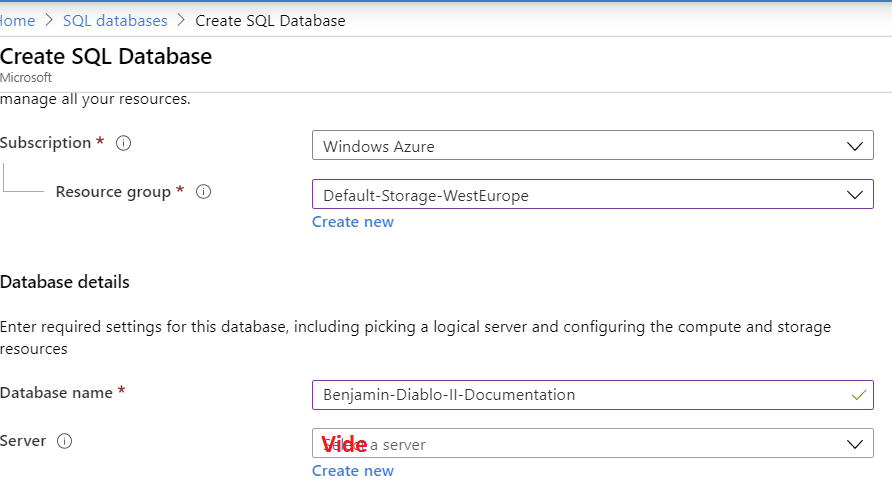 Home > SQL databases > Create SQL Database
Create SQL Database
Microsoft
manage all your resources.
Subscription *
Windows Azure
Resource group *
Default-Storage-WestEurope
Create new
Database details
Enter required settings for this database, including picking a logical server and configuring the compute and storage
resources
Database name *
Benjamin-Diablo-II-Documentation
Server
Select a server
Vide
Create new